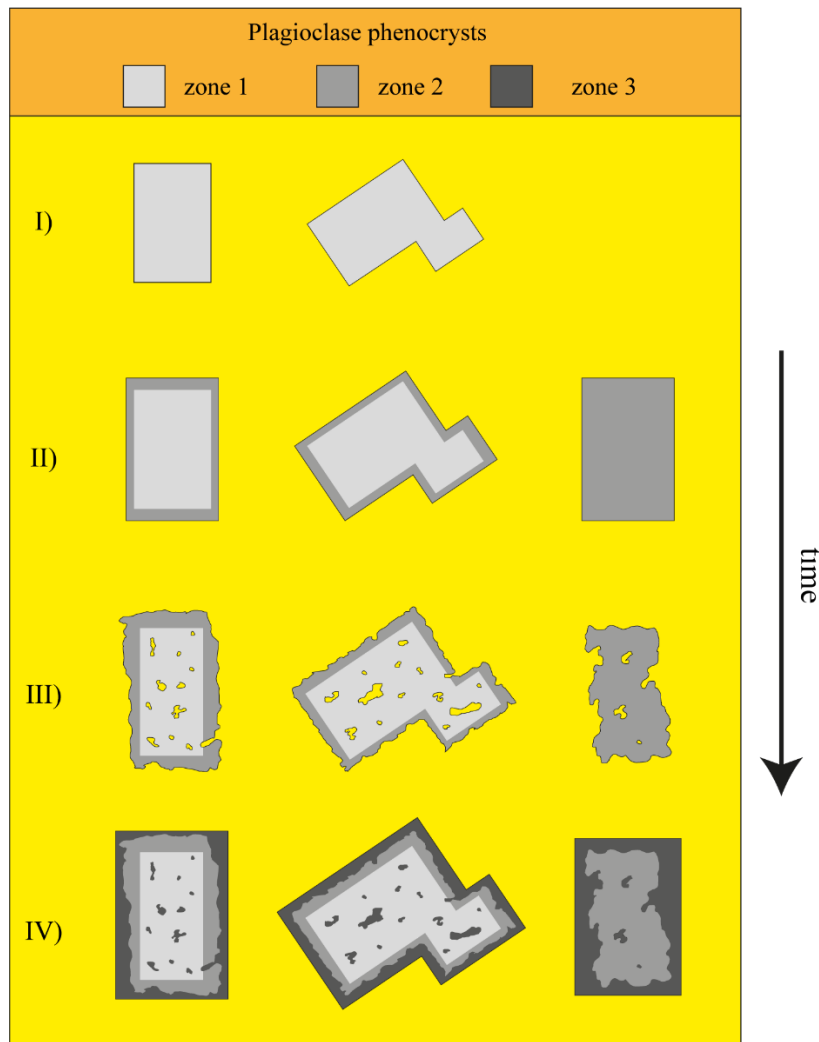 Plagioclase phenocrysts
zone 1
zone 2
zone 3
I)
II)
time
III)
IV)